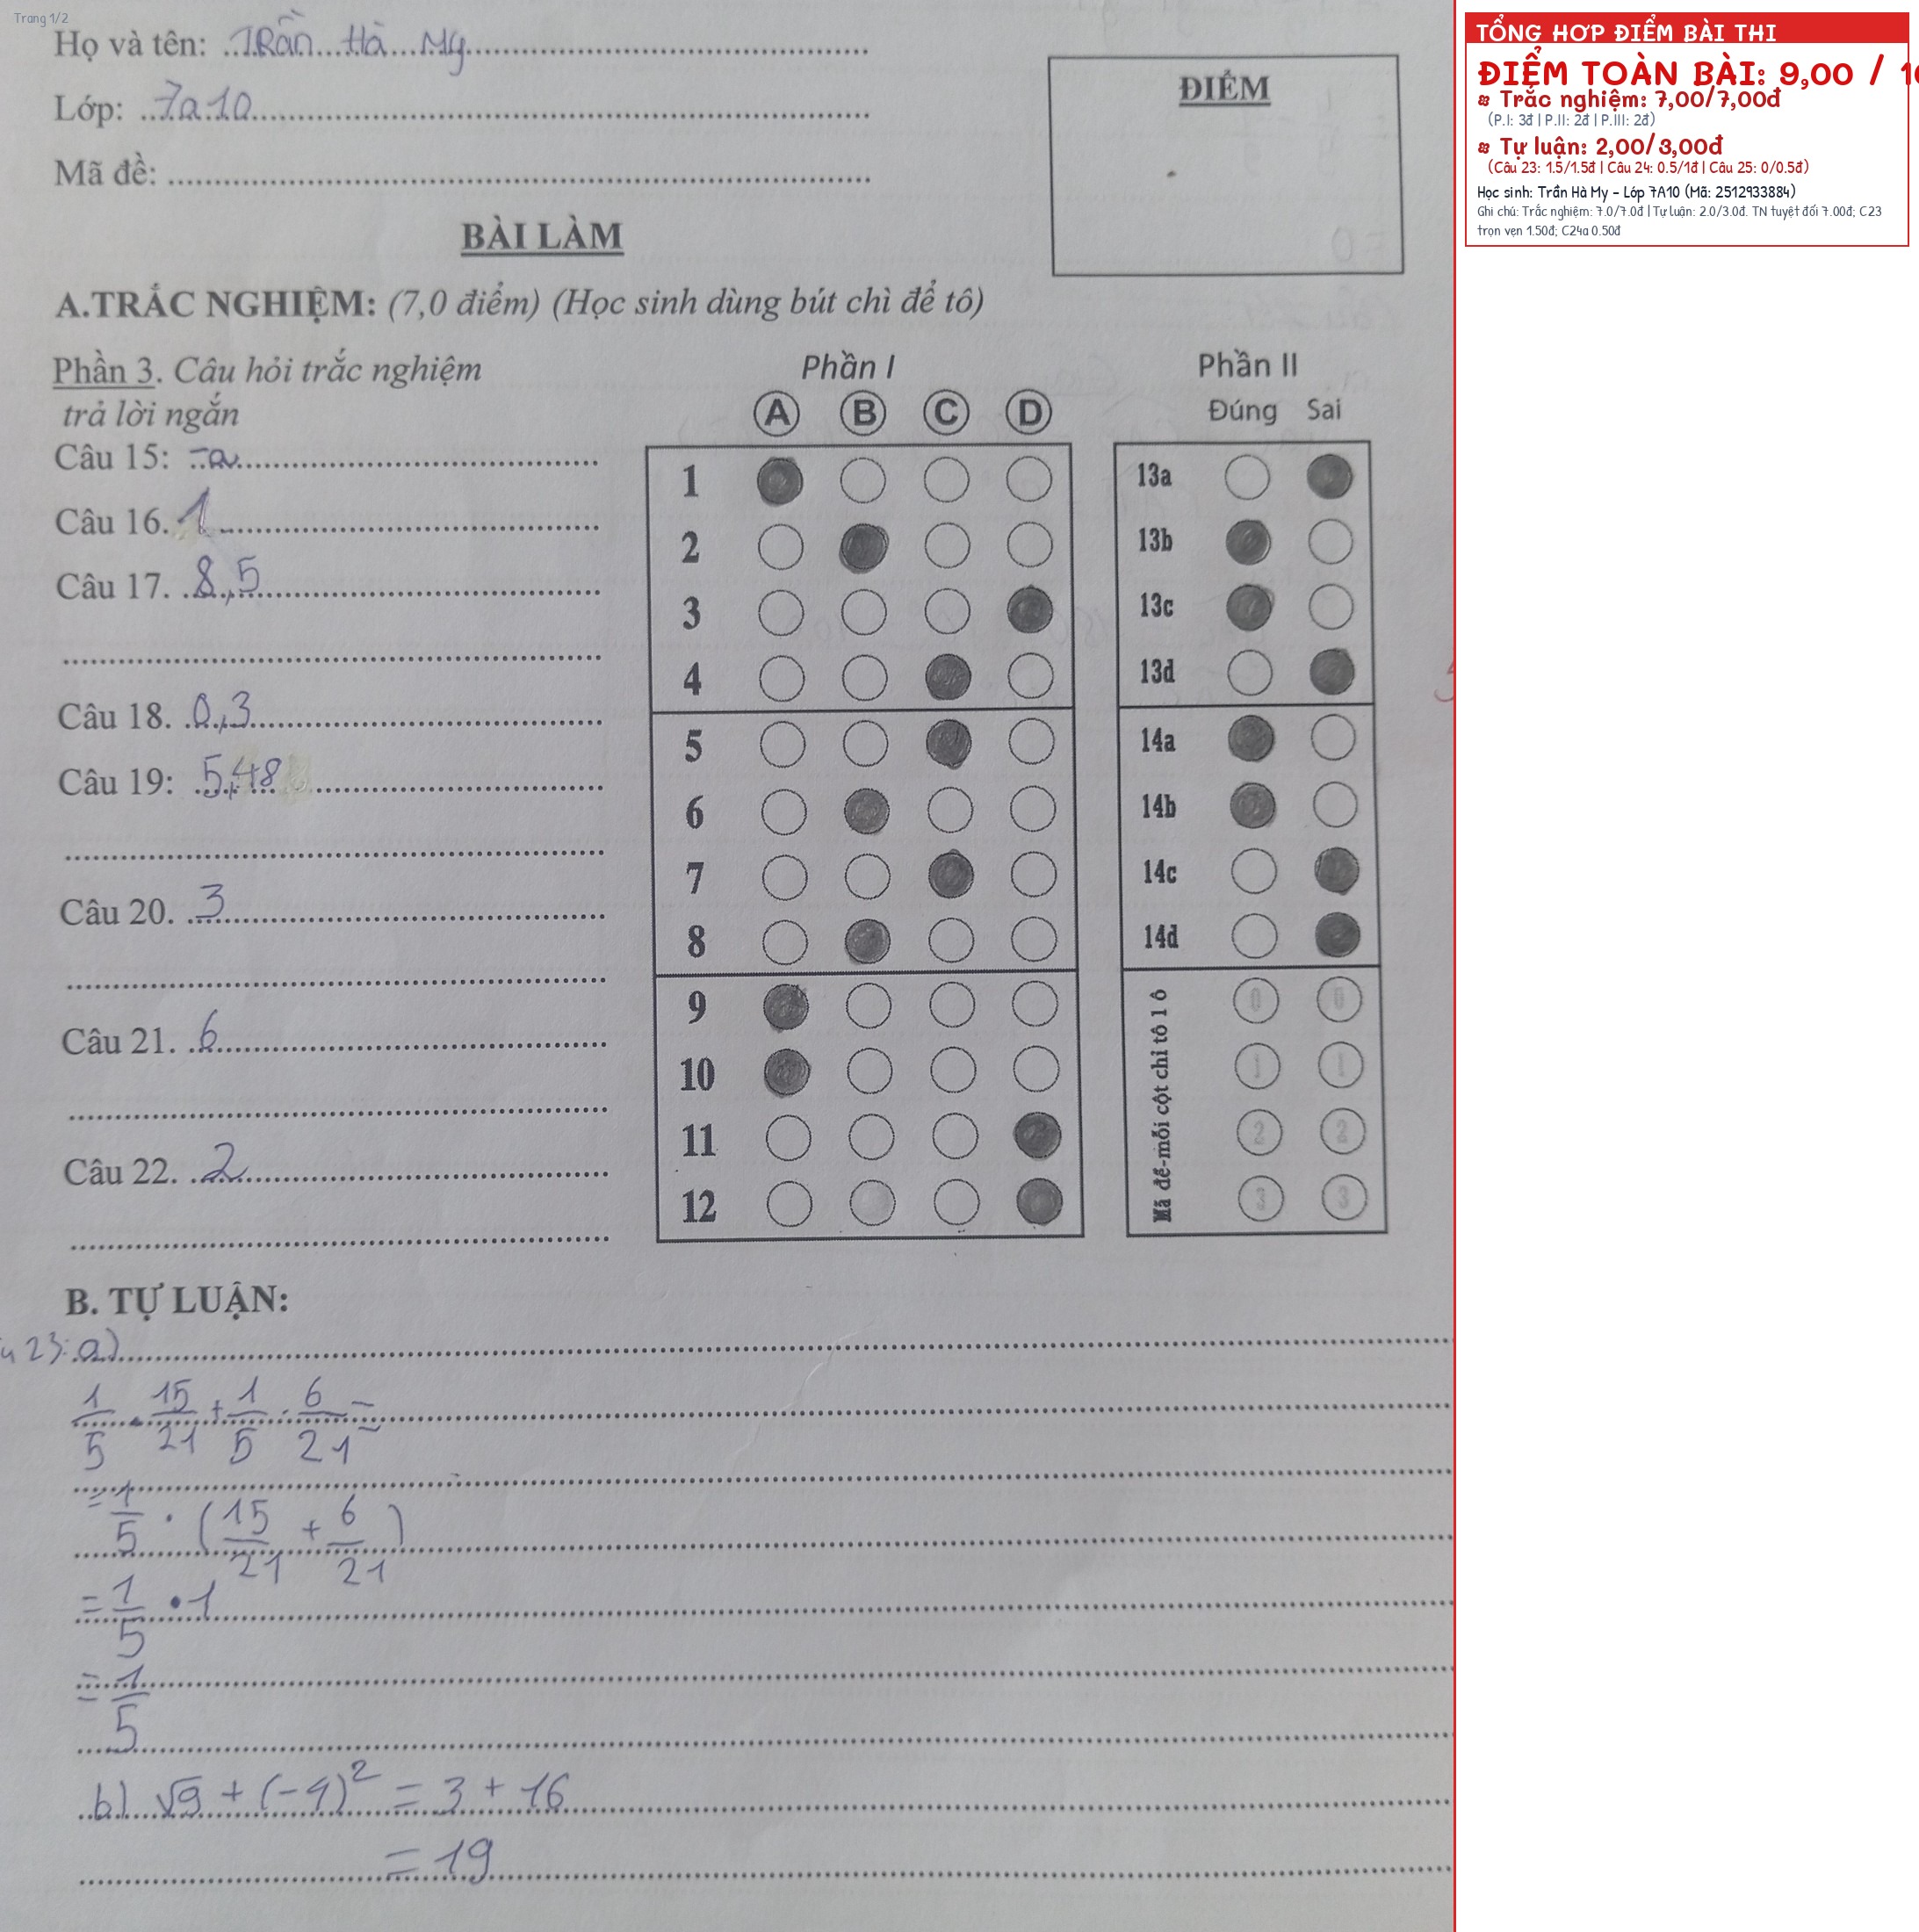 Trang 1/2
Họ và tên: Trần Hà My
Lớp: 7a10
Mã đề:
ĐIỂM
BÀI LÀM
A.TRẮC NGHIỆM: (7,0 điểm) (Học sinh dùng bút chì để tô)
Phần 3. Câu hỏi trắc nghiệm
trả lời ngắn
Câu 15: -a
Câu 16. 1
Câu 17. 8,5
Câu 18. 0,3
Câu 19: 5,48
Câu 20. 3
Câu 21. 6
Câu 22. 2
Phần I
A B C D
1
2
3
4
5
6
7
8
9
10
11
12
Phần II
Đúng Sai
13a
13b
13c
13d
14a
14b
14c
14d
Mã đề-mỗi cột chỉ tô 1 ô
0 0
1 1
2 2
3 3
B. TỰ LUẬN:
23: a)
1/5 . 15/21 + 1/5 . 6/21 =
= 1/5 . (15/21 + 6/21)
= 1/5 . 1
= 1/5
b) √9 + (-4)² = 3 + 16
= 19
TỔNG HỢP ĐIỂM BÀI THI
ĐIỂM TOÀN BÀI: 9,00 / 10
Trắc nghiệm: 7,00/7,00đ
(P.I: 3đ | P.II: 2đ | P.III: 2đ)
Tự luận: 2,00/3,00đ
(Câu 23: 1.5/1.5đ | Câu 24: 0.5/1đ | Câu 25: 0/0.5đ)
Học sinh: Trần Hà My - Lớp 7A10 (Mã: 2512933884)
Ghi chú: Trắc nghiệm: 7.0/7.0đ | Tự luận: 2.0/3.0đ. TN tuyệt đối 7.00đ; C23
trọn vẹn 1.50đ; C24a 0.50đ